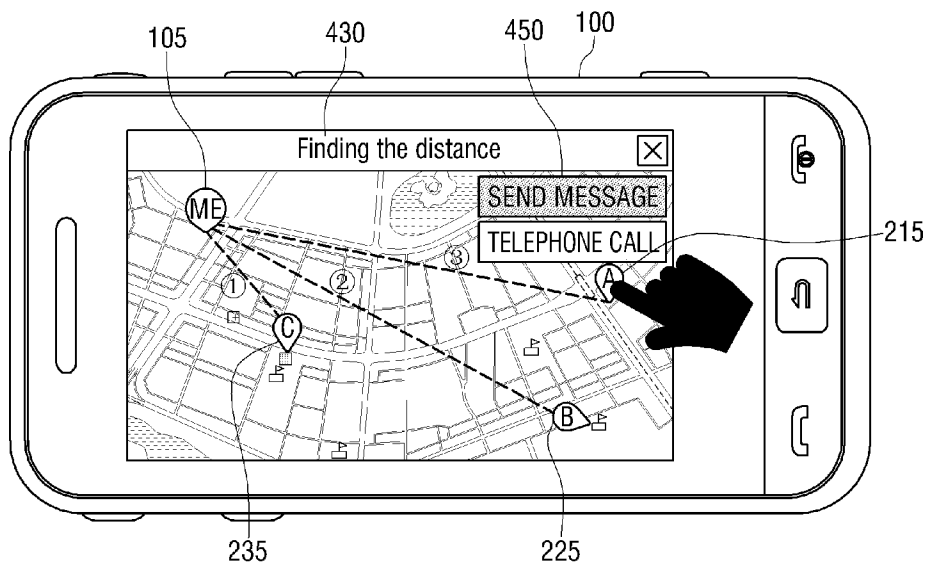 105
430
450
100
Finding the distance
ME
SEND MESSAGE
TELEPHONE CALL
215
③
A
①
②
C
B
235
225